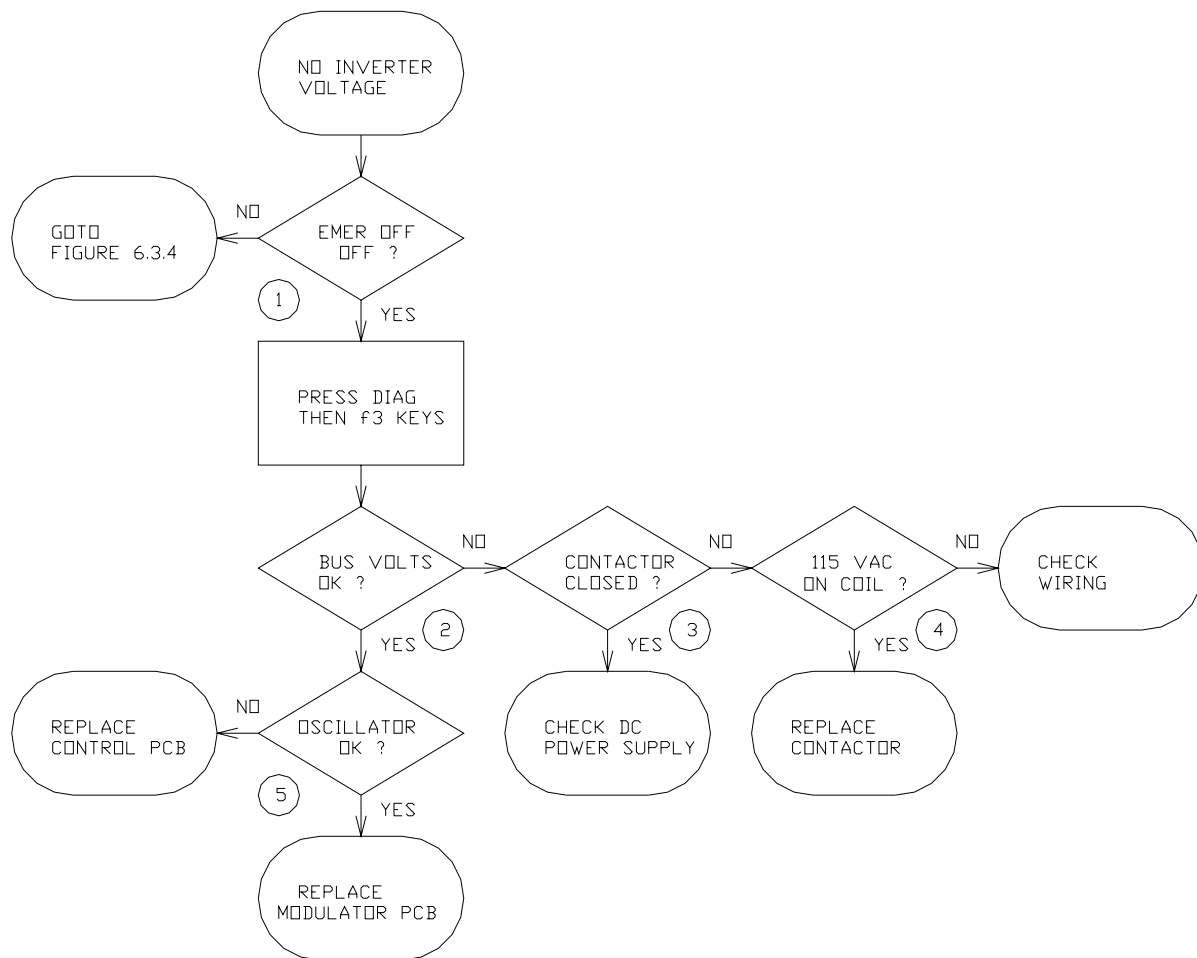 NO INVERTER
VOLTAGE
NO
EMER OFF
OFF ?
GOTO
FIGURE 6.3.4
1
YES
PRESS DIAG
THEN f3 KEYS
BUS VOLTS
OK ?
NO
CONTACTOR
CLOSED ?
NO
115 VAC
ON COIL ?
NO
CHECK
WIRING
YES
2
YES
3
YES
4
NO
OSCILLATOR
OK ?
REPLACE
CONTROL PCB
CHECK DC
POWER SUPPLY
REPLACE
CONTACTOR
5
YES
REPLACE
MODULATOR PCB